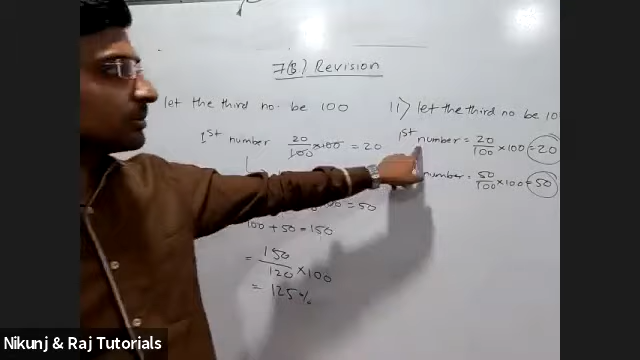 7(B) Revision
let the third no. be 100
1st number 20/100 × 100 = 20
× 100 = 50
100 + 50 = 150
= 150/120 × 100
= 125%
11) let the third no be 10
1st number = 20/100 × 100 = 20
number = 50/100 × 100 = 50
Nikunj & Raj Tutorials